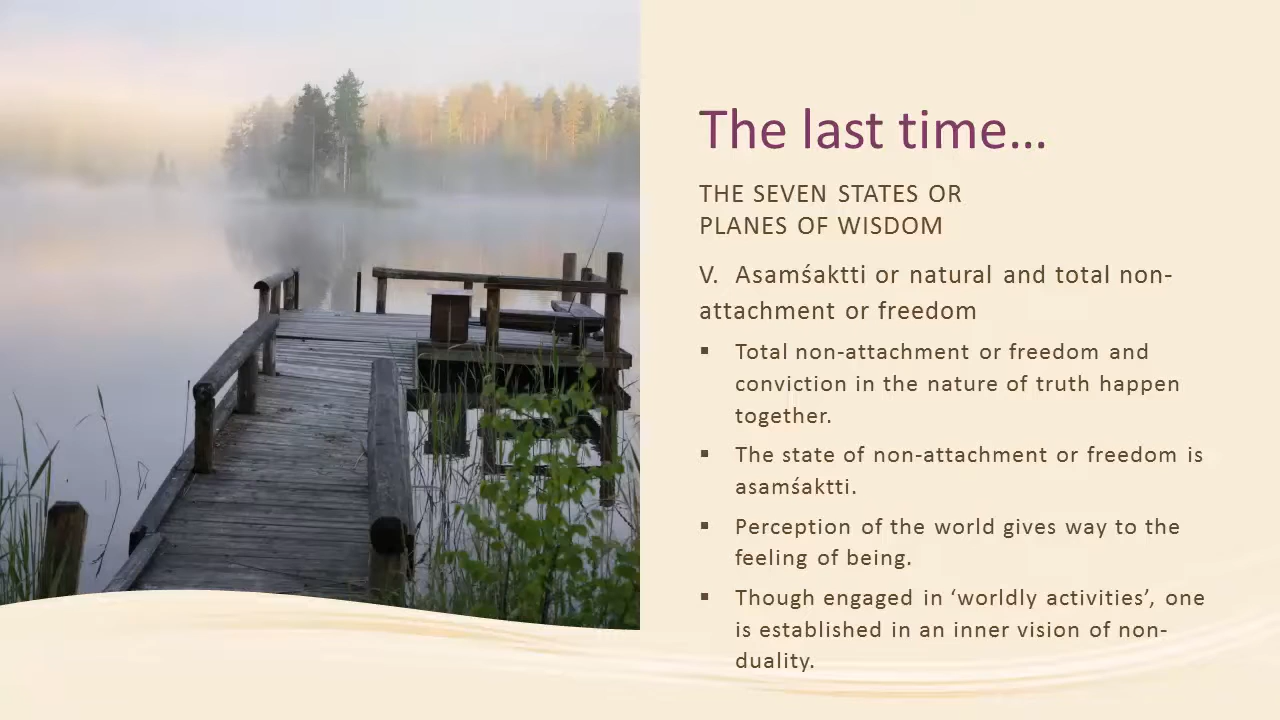 The last time…
THE SEVEN STATES OR
PLANES OF WISDOM
V. Asamśaktti or natural and total non-
attachment or freedom
▪ Total non-attachment or freedom and
conviction in the nature of truth happen
together.
▪ The state of non-attachment or freedom is
asamśaktti.
▪ Perception of the world gives way to the
feeling of being.
▪ Though engaged in ‘worldly activities’, one
is established in an inner vision of non-
duality.